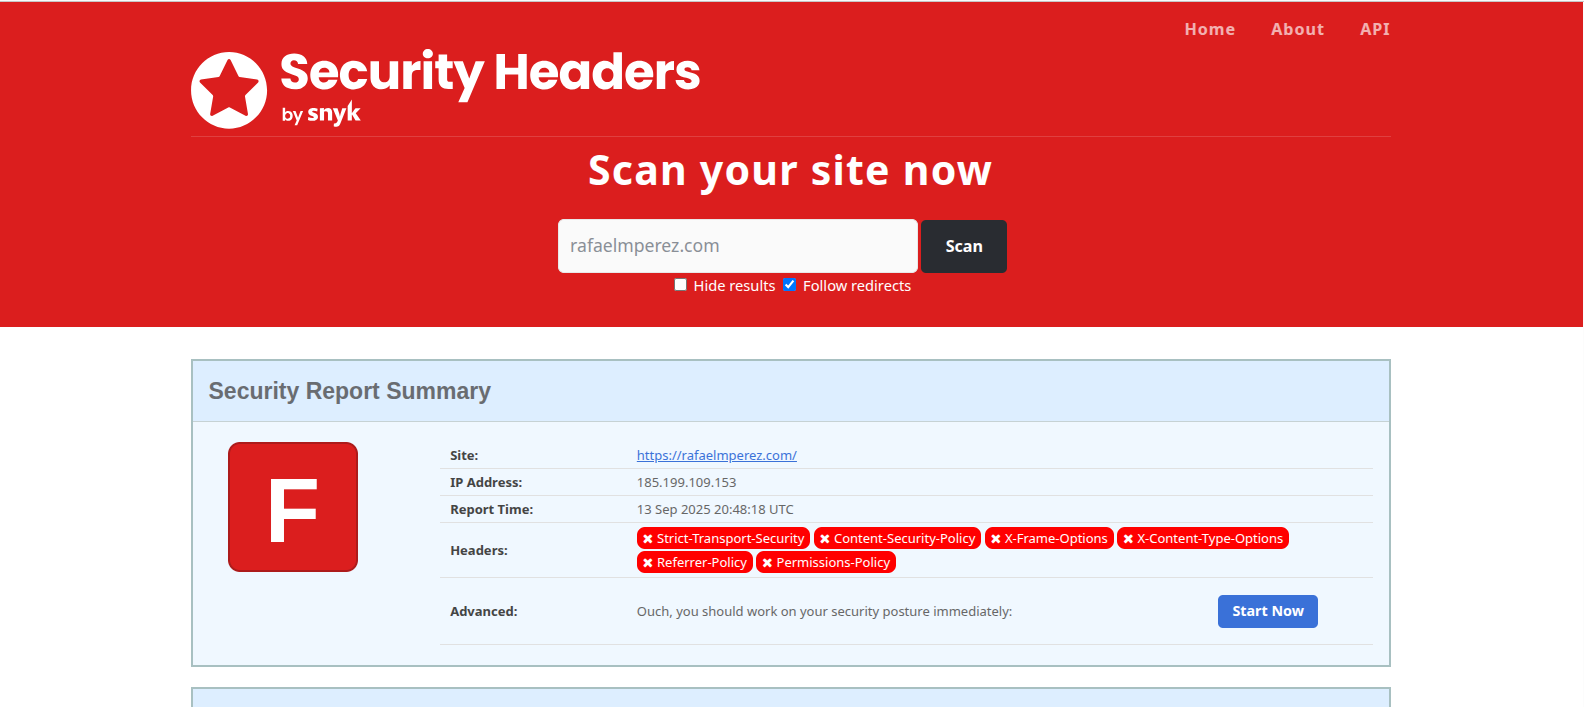 Home About API
Security Headers
by snyk
Scan your site now
rafaelmperez.com Scan
Hide results Follow redirects
Security Report Summary
F
Site: https://rafaelmperez.com/
IP Address: 185.199.109.153
Report Time: 13 Sep 2025 20:48:18 UTC
Headers: ✖ Strict-Transport-Security ✖ Content-Security-Policy ✖ X-Frame-Options ✖ X-Content-Type-Options
✖ Referrer-Policy ✖ Permissions-Policy
Advanced: Ouch, you should work on your security posture immediately: Start Now